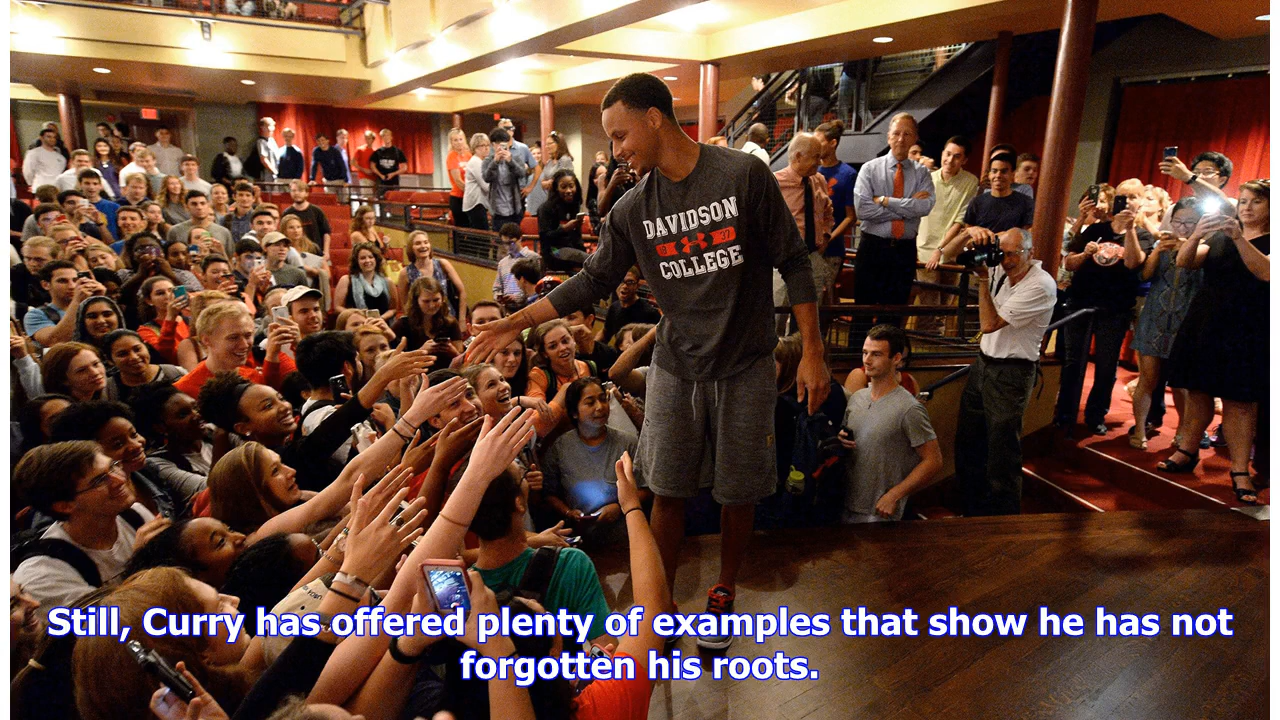 DAVIDSON
COLLEGE
Still, Curry has offered plenty of examples that show he has not
forgotten his roots.